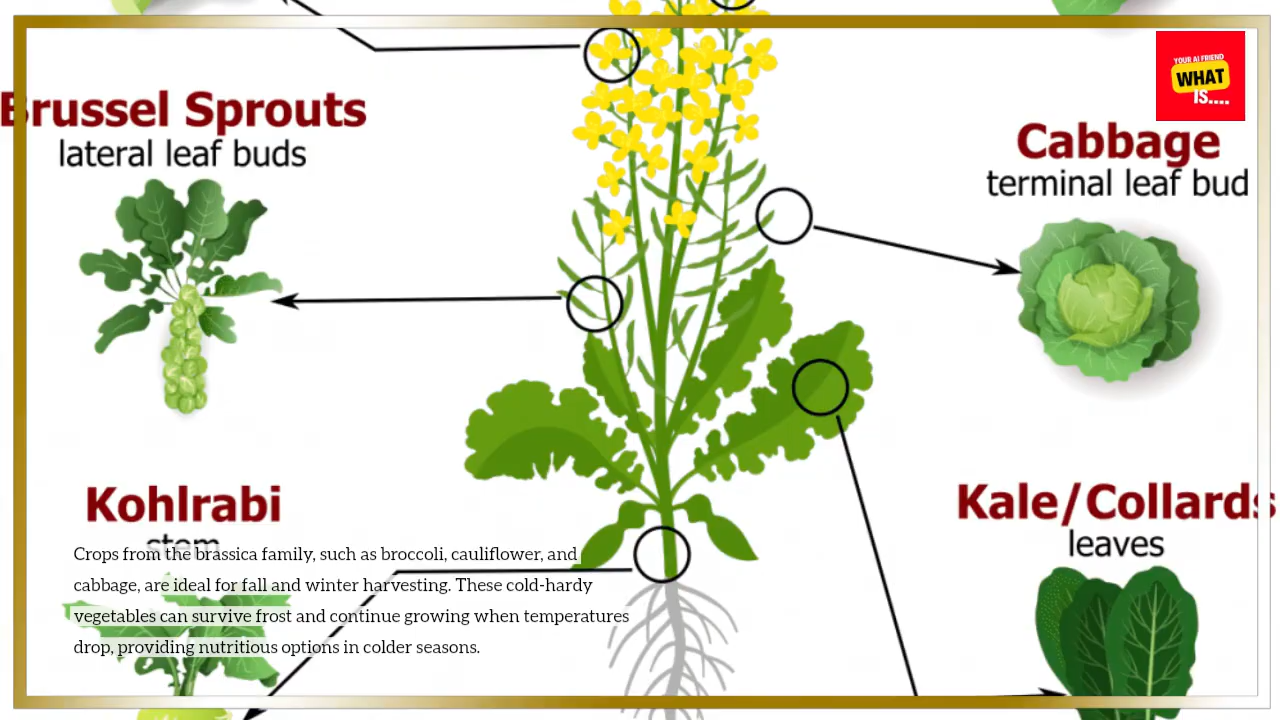 YOUR AI FRIEND
WHAT
IS....
Brussel Sprouts
lateral leaf buds
Cabbage
terminal leaf bud
Kohlrabi
stem
Kale/Collards
leaves
Crops from the brassica family, such as broccoli, cauliflower, and
cabbage, are ideal for fall and winter harvesting. These cold-hardy
vegetables can survive frost and continue growing when temperatures
drop, providing nutritious options in colder seasons.